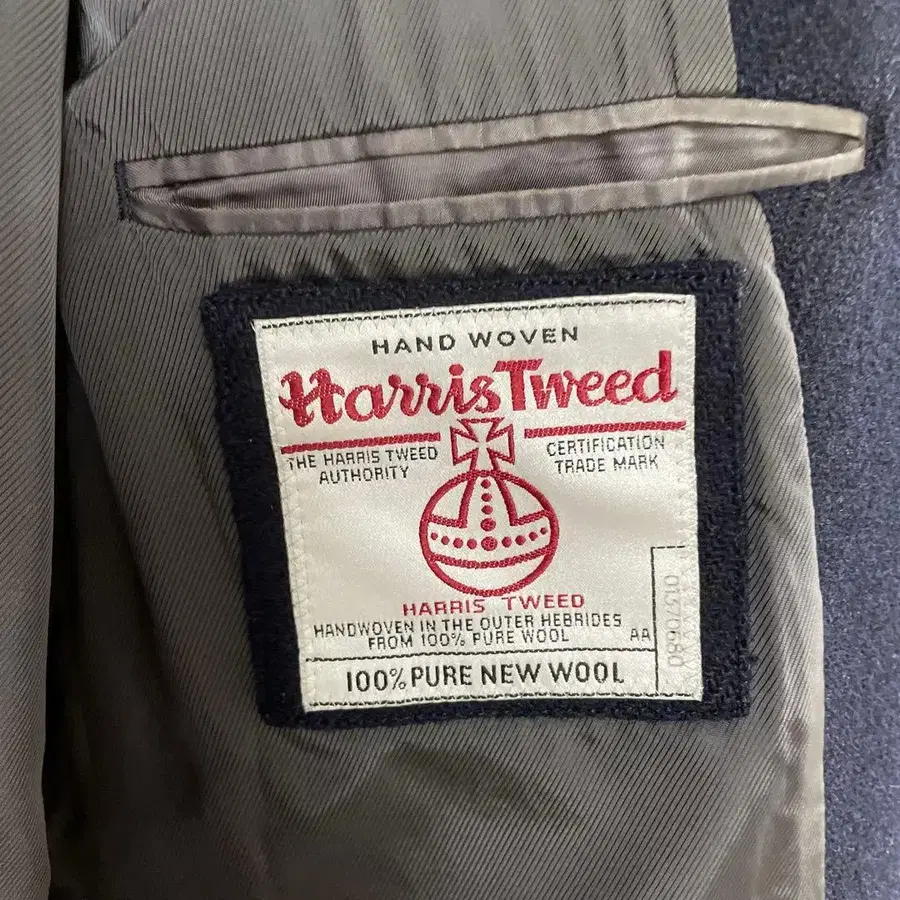 HAND WOVEN
Harris Tweed
THE HARRIS TWEED AUTHORITY
CERTIFICATION TRADE MARK
HARRIS TWEED
HANDWOVEN IN THE OUTER HEBRIDES
FROM 100% PURE WOOL
AA
100% PURE NEW WOOL